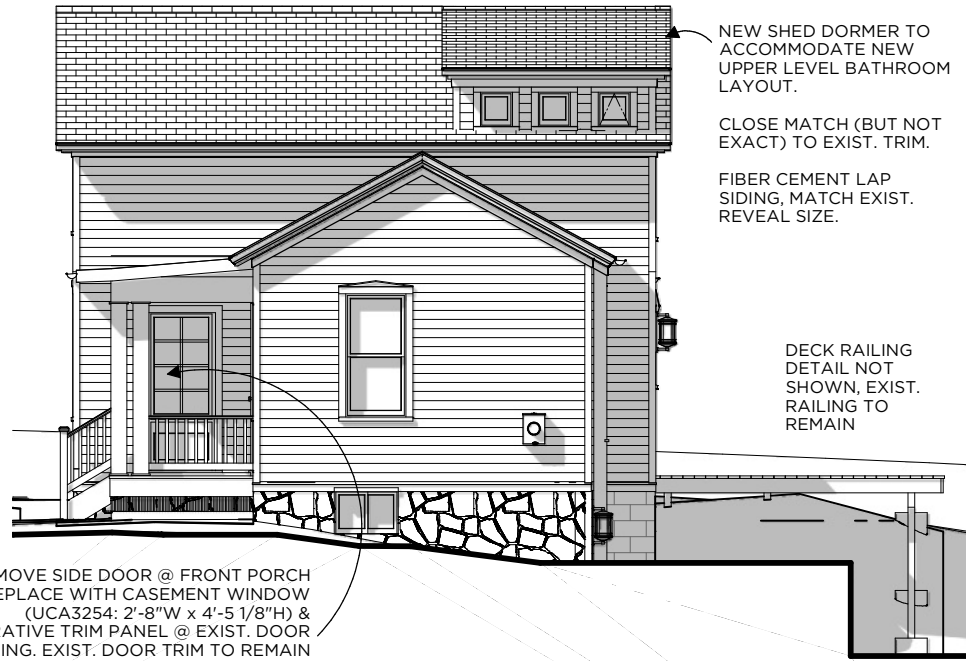 NEW SHED DORMER TO
ACCOMMODATE NEW
UPPER LEVEL BATHROOM
LAYOUT.
CLOSE MATCH (BUT NOT
EXACT) TO EXIST. TRIM.
FIBER CEMENT LAP
SIDING, MATCH EXIST.
REVEAL SIZE.
DECK RAILING
DETAIL NOT
SHOWN, EXIST.
RAILING TO
REMAIN
MOVE SIDE DOOR @ FRONT PORCH
EPLACE WITH CASEMENT WINDOW
(UCA3254: 2'-8"W x 4'-5 1/8"H) &
RATIVE TRIM PANEL @ EXIST. DOOR
ING. EXIST. DOOR TRIM TO REMAIN